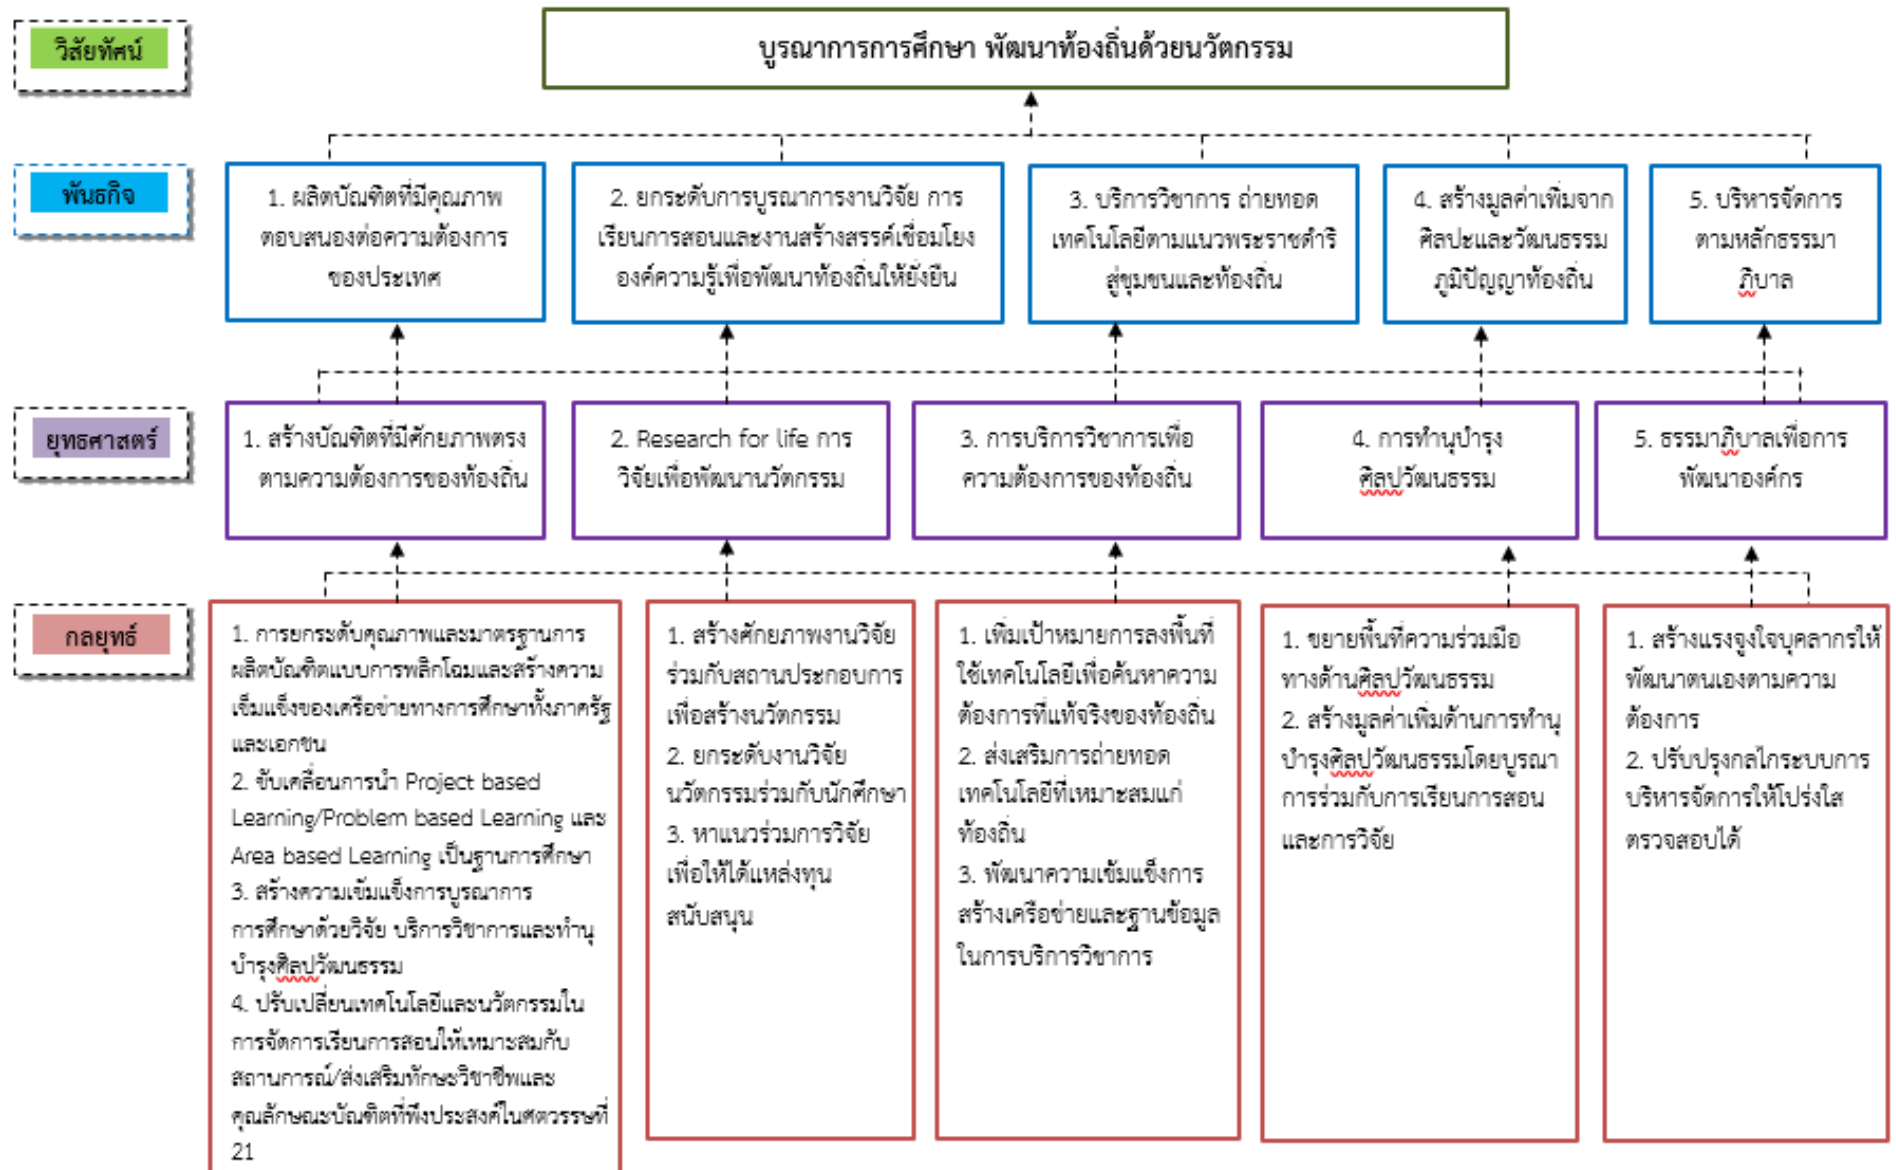 วิสัยทัศน์
บูรณาการการศึกษา พัฒนาท้องถิ่นด้วยนวัตกรรม
พันธกิจ
1. ผลิตบัณฑิตที่มีคุณภาพ
ตอบสนองต่อความต้องการ
ของประเทศ
2. ยกระดับการบูรณาการงานวิจัย การ
เรียนการสอนและงานสร้างสรรค์เชื่อมโยง
องค์ความรู้เพื่อพัฒนาท้องถิ่นให้ยั่งยืน
3. บริการวิชาการ ถ่ายทอด
เทคโนโลยีตามแนวพระราชดำริ
สู่ชุมชนและท้องถิ่น
4. สร้างมูลค่าเพิ่มจาก
ศิลปะและวัฒนธรรม
ภูมิปัญญาท้องถิ่น
5. บริหารจัดการ
ตามหลักธรรมา
ภิบาล
ยุทธศาสตร์
1. สร้างบัณฑิตที่มีศักยภาพตรง
ตามความต้องการของท้องถิ่น
2. Research for life การ
วิจัยเพื่อพัฒนานวัตกรรม
3. การบริการวิชาการเพื่อ
ความต้องการของท้องถิ่น
4. การทำนุบำรุง
ศิลปวัฒนธรรม
5. ธรรมาภิบาลเพื่อการ
พัฒนาองค์กร
กลยุทธ์
1. การยกระดับคุณภาพและมาตรฐานการ
ผลิตบัณฑิตแบบการพลิกโฉมและสร้างความ
เข็มแข็งของเครือข่ายทางการศึกษาทั้งภาครัฐ
และเอกชน
2. ขับเคลื่อนการนำ Project based
Learning/Problem based Learning และ
Area based Learning เป็นฐานการศึกษา
3. สร้างความเข้มแข็งการบูรณาการ
การศึกษาด้วยวิจัย บริการวิชาการและทำนุ
บำรุงศิลปวัฒนธรรม
4. ปรับเปลี่ยนเทคโนโลยีและนวัตกรรมใน
การจัดการเรียนการสอนให้เหมาะสมกับ
สถานการณ์/ส่งเสริมทักษะวิชาชีพและ
คุณลักษณะบัณฑิตที่พึงประสงค์ในศตวรรษที่
21
1. สร้างศักยภาพงานวิจัย
ร่วมกับสถานประกอบการ
เพื่อสร้างนวัตกรรม
2. ยกระดับงานวิจัย
นวัตกรรมร่วมกับนักศึกษา
3. หาแนวร่วมการวิจัย
เพื่อให้ได้แหล่งทุน
สนับสนุน
1. เพิ่มเป้าหมายการลงพื้นที่
ใช้เทคโนโลยีเพื่อค้นหาความ
ต้องการที่แท้จริงของท้องถิ่น
2. ส่งเสริมการถ่ายทอด
เทคโนโลยีที่เหมาะสมแก่
ท้องถิ่น
3. พัฒนาความเข้มแข็งการ
สร้างเครือข่ายและฐานข้อมูล
ในการบริการวิชาการ
1. ขยายพื้นที่ความร่วมมือ
ทางด้านศิลปวัฒนธรรม
2. สร้างมูลค่าเพิ่มด้านการทำนุ
บำรุงศิลปวัฒนธรรมโดยบูรณา
การร่วมกับการเรียนการสอน
และการวิจัย
1. สร้างแรงจูงใจบุคลากรให้
พัฒนาตนเองตามความ
ต้องการ
2. ปรับปรุงกลไกระบบการ
บริหารจัดการให้โปร่งใส
ตรวจสอบได้